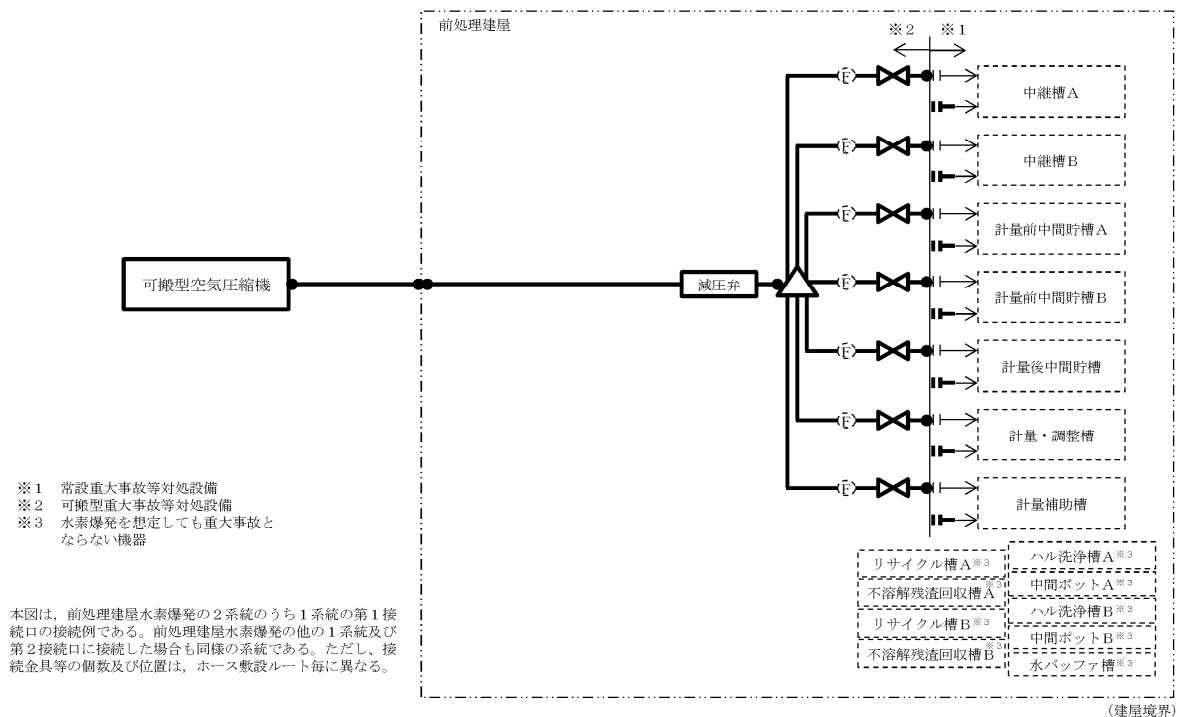 前処理建屋
※2
※1
F
中継槽A
F
中継槽B
F
計量前中間貯槽A
可搬型空気圧縮機
減圧弁
F
計量前中間貯槽B
F
計量後中間貯槽
F
計量・調整槽
F
計量補助槽
※1 常設重大事故等対処設備
※2 可搬型重大事故等対処設備
※3 水素爆発を想定しても重大事故と
ならない機器
リサイクル槽A※3
不溶解残渣回収槽A※3
リサイクル槽B※3
不溶解残渣回収槽B※3
ハル洗浄槽A※3
中間ポットA※3
ハル洗浄槽B※3
中間ポットB※3
水バッファ槽※3
本図は，前処理建屋水素爆発の2系統のうち1系統の第1接
続口の接続例である。前処理建屋水素爆発の他の1系統及び
第2接続口に接続した場合も同様の系統である。ただし、接
続金具等の個数及び位置は，ホース敷設ルート毎に異なる。
（建屋境界）